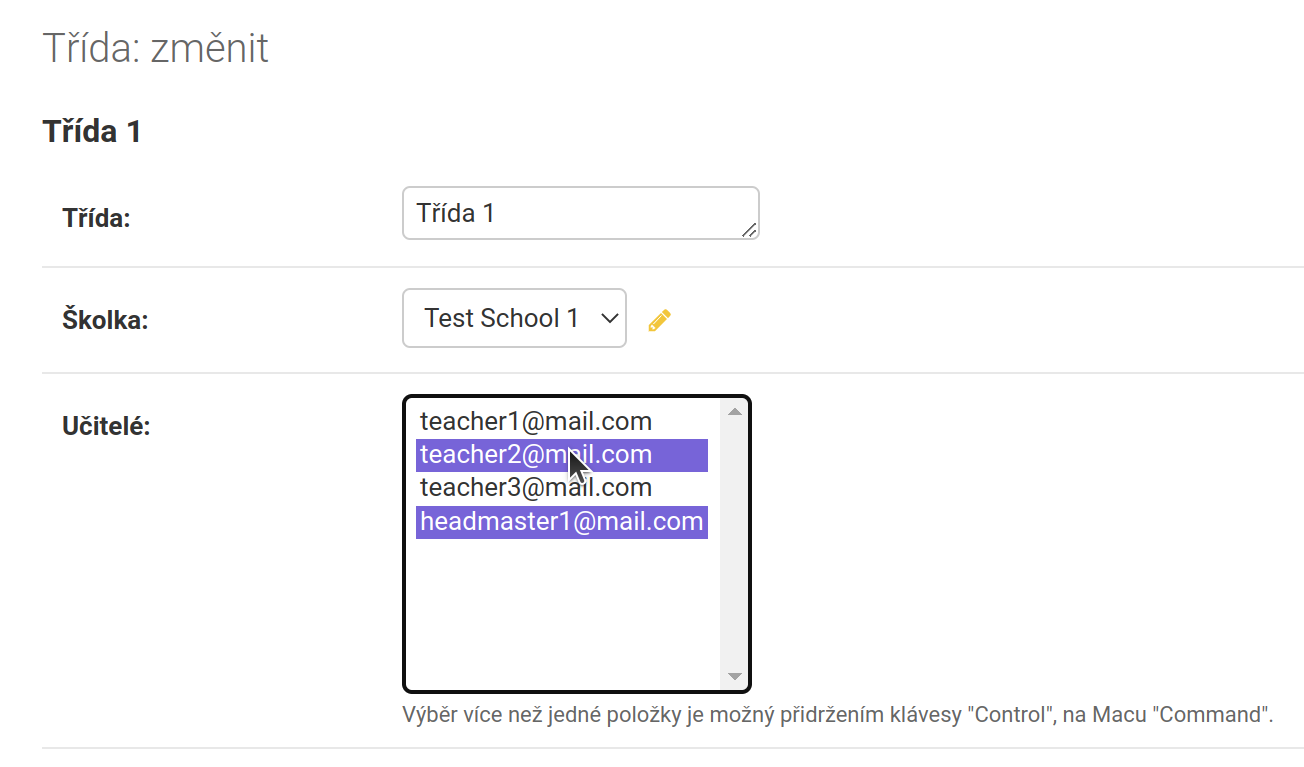 Třída: změnit
Třída 1
Třída:
Třída 1
Školka:
Test School 1
Učitelé:
teacher1@mail.com
teacher2@mail.com
teacher3@mail.com
headmaster1@mail.com
Výběr více než jedné položky je možný přidržením klávesy "Control", na Macu "Command".